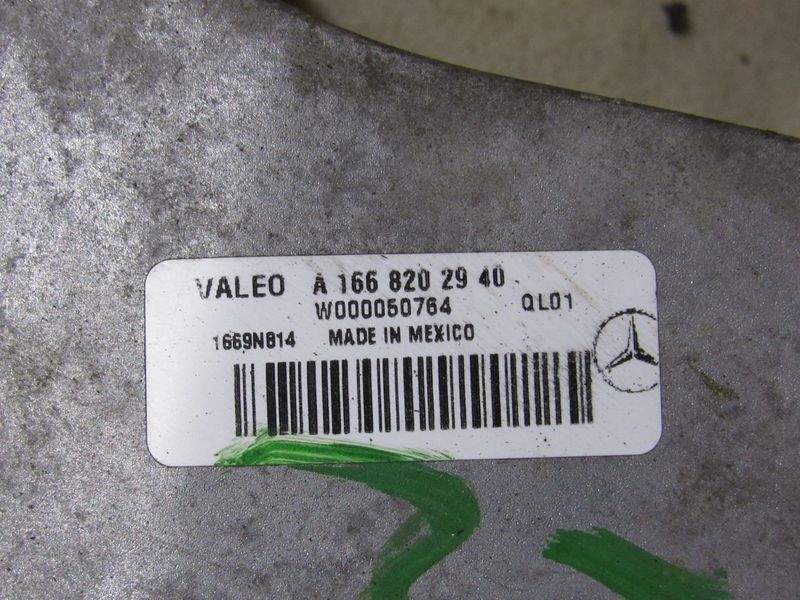 VALEO A 166 820 29 40
W000050764 QL01
1669N814 MADE IN MEXICO